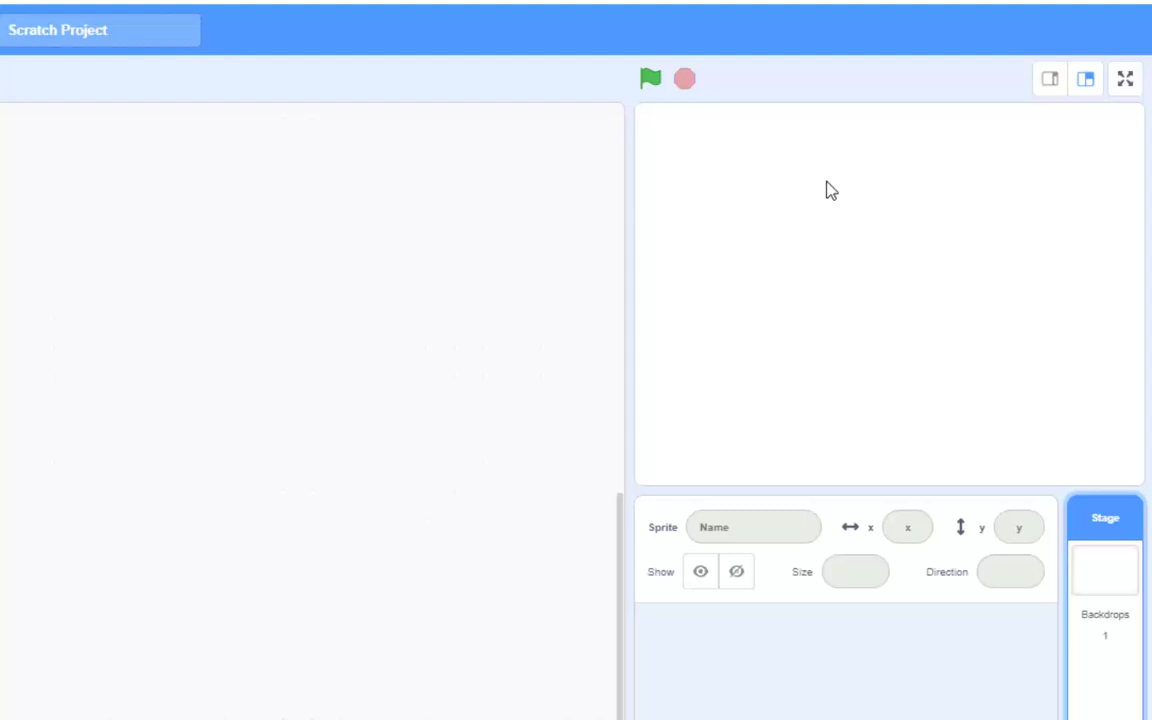 Scratch Project
Stage
Sprite Name x x y y
Show Size Direction
Backdrops
1